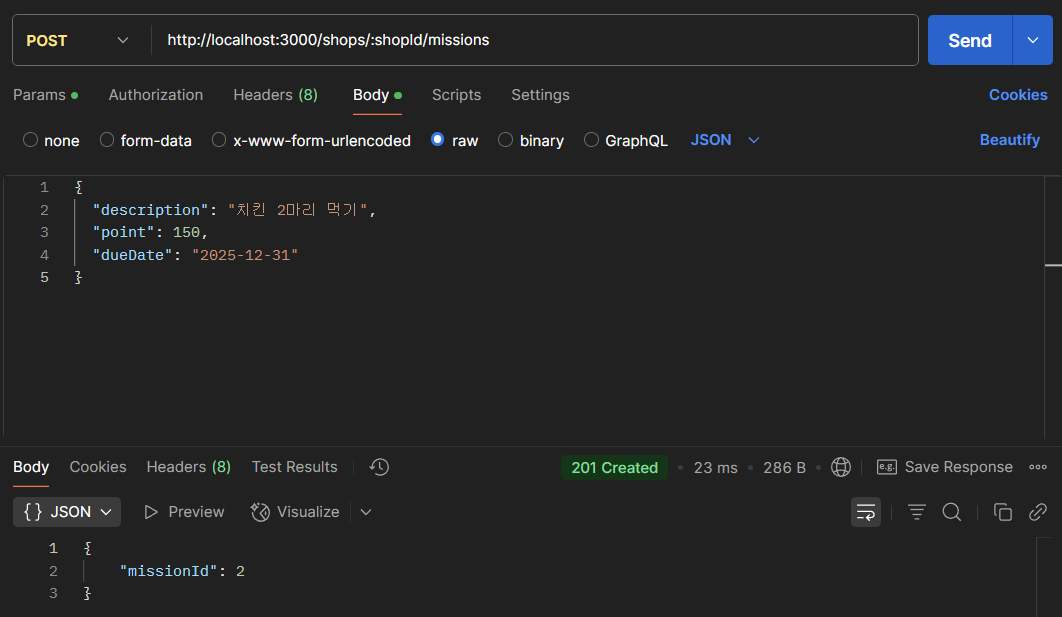 POST http://localhost:3000/shops/:shopId/missions Send
Params Authorization Headers (8) Body Scripts Settings Cookies
none form-data x-www-form-urlencoded raw binary GraphQL JSON Beautify
1 {
2 "description": "치킨 2마리 먹기",
3 "point": 150,
4 "dueDate": "2025-12-31"
5 }
Body Cookies Headers (8) Test Results 201 Created 23 ms 286 B e.g. Save Response
{} JSON Preview Visualize
1 {
2 "missionId": 2
3 }